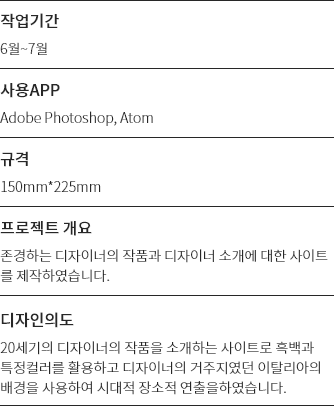 작업기간
6월~7월
사용APP
Adobe Photoshop, Atom
규격
150mm*225mm
프로젝트 개요
존경하는 디자이너의 작품과 디자이너 소개에 대한 사이트
를 제작하였습니다.
디자인의도
20세기의 디자이너의 작품을 소개하는 사이트로 흑백과
특정컬러를 활용하고 디자이너의 거주지였던 이탈리아의
배경을 사용하여 시대적 장소적 연출을하였습니다.